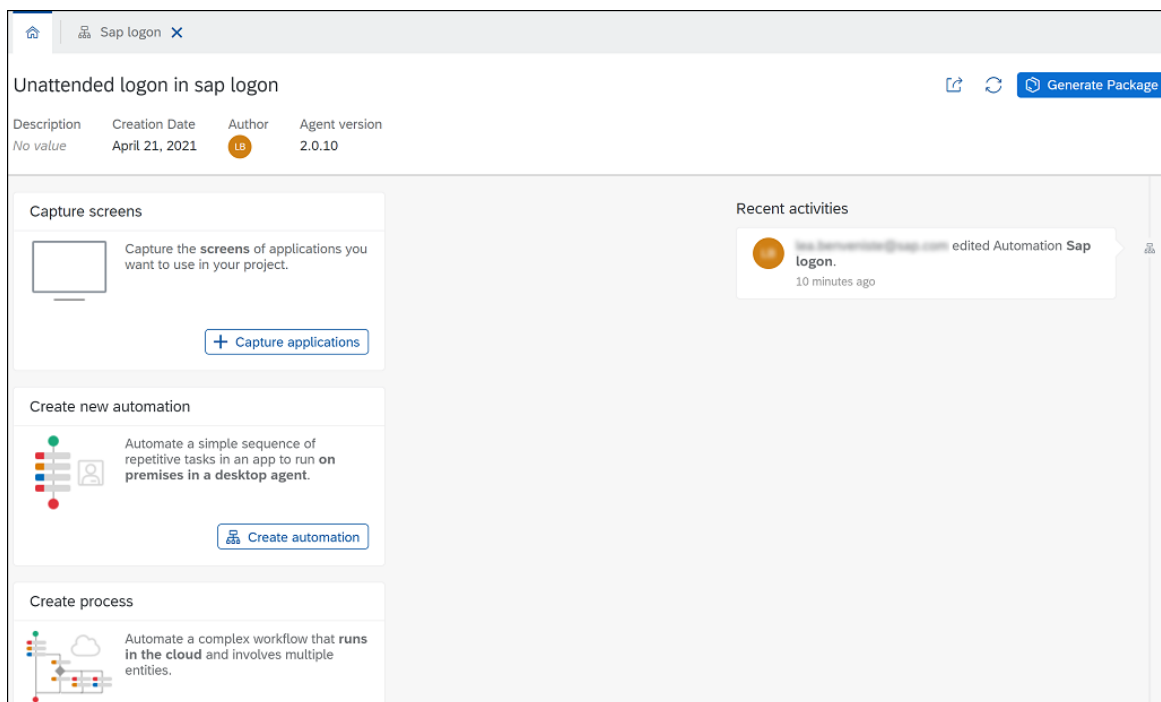 Sap logon
Unattended logon in sap logon
Generate Package
Description Creation Date Author Agent version
No value April 21, 2021 LB 2.0.10
Capture screens
Capture the screens of applications you
want to use in your project.
Capture applications
Create new automation
Automate a simple sequence of
repetitive tasks in an app to run on
premises in a desktop agent.
Create automation
Create process
Automate a complex workflow that runs
in the cloud and involves multiple
entities.
Recent activities
edited Automation Sap
logon.
10 minutes ago